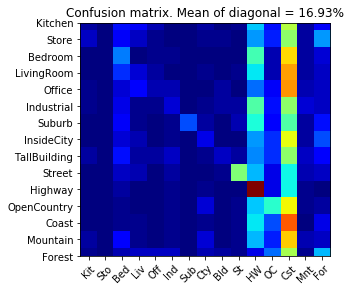 Confusion matrix. Mean of diagonal = 16.93%
Kitchen
Store
Bedroom
LivingRoom
Office
Industrial
Suburb
InsideCity
TallBuilding
Street
Highway
OpenCountry
Coast
Mountain
Forest
Kit Sto Bed Liv Off Ind Sub Cty Bld St HW OC Cst Mnt For